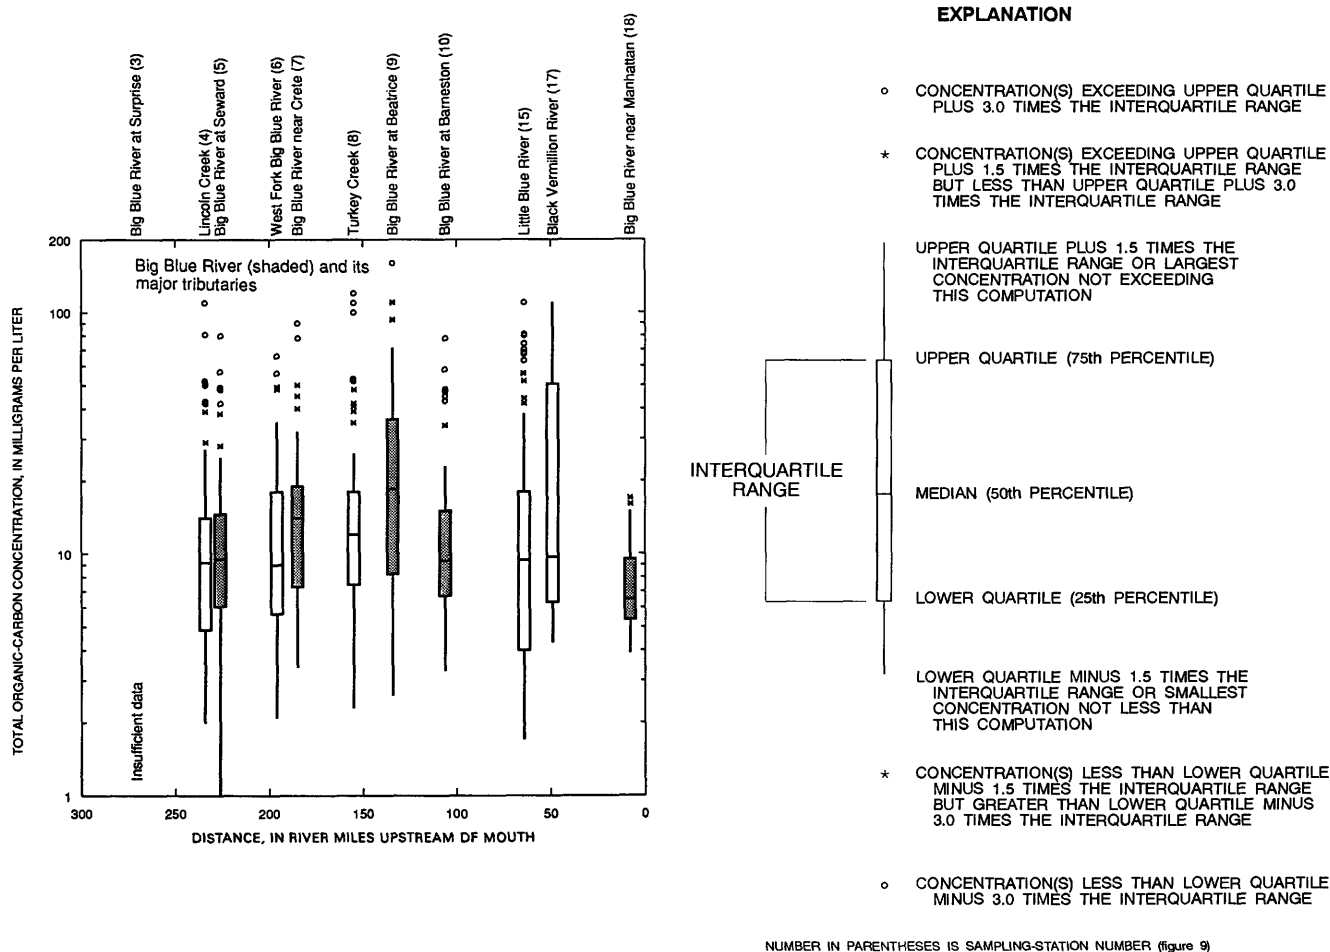 EXPLANATION
Big Blue River at Surprise (3)
Lincoln Creek (4)
Big Blue River at Seward (5)
West Fork Big Blue River (6)
Big Blue River near Crete (7)
Turkey Creek (8)
Big Blue River at Beatrice (9)
Big Blue River at Barneston (10)
Little Blue River (15)
Black Vermillion River (17)
Big Blue River near Manhattan (18)
TOTAL ORGANIC-CARBON CONCENTRATION, IN MILLIGRAMS PER LITER
200
100
10
1
Big Blue River (shaded) and its
major tributaries
Insufficient data
300 250 200 150 100 50 0
DISTANCE, IN RIVER MILES UPSTREAM DF MOUTH
CONCENTRATION(S) EXCEEDING UPPER QUARTILE
PLUS 3.0 TIMES THE INTERQUARTILE RANGE
CONCENTRATION(S) EXCEEDING UPPER QUARTILE
PLUS 1.5 TIMES THE INTERQUARTILE RANGE
BUT LESS THAN UPPER QUARTILE PLUS 3.0
TIMES THE INTERQUARTILE RANGE
UPPER QUARTILE PLUS 1.5 TIMES THE
INTERQUARTILE RANGE OR LARGEST
CONCENTRATION NOT EXCEEDING
THIS COMPUTATION
UPPER QUARTILE (75th PERCENTILE)
INTERQUARTILE
RANGE
MEDIAN (50th PERCENTILE)
LOWER QUARTILE (25th PERCENTILE)
LOWER QUARTILE MINUS 1.5 TIMES THE
INTERQUARTILE RANGE OR SMALLEST
CONCENTRATION NOT LESS THAN
THIS COMPUTATION
CONCENTRATION(S) LESS THAN LOWER QUARTILE
MINUS 1.5 TIMES THE INTERQUARTILE RANGE
BUT GREATER THAN LOWER QUARTILE MINUS
3.0 TIMES THE INTERQUARTILE RANGE
CONCENTRATION(S) LESS THAN LOWER QUARTILE
MINUS 3.0 TIMES THE INTERQUARTILE RANGE
NUMBER IN PARENTHESES IS SAMPLING-STATION NUMBER (figure 9)